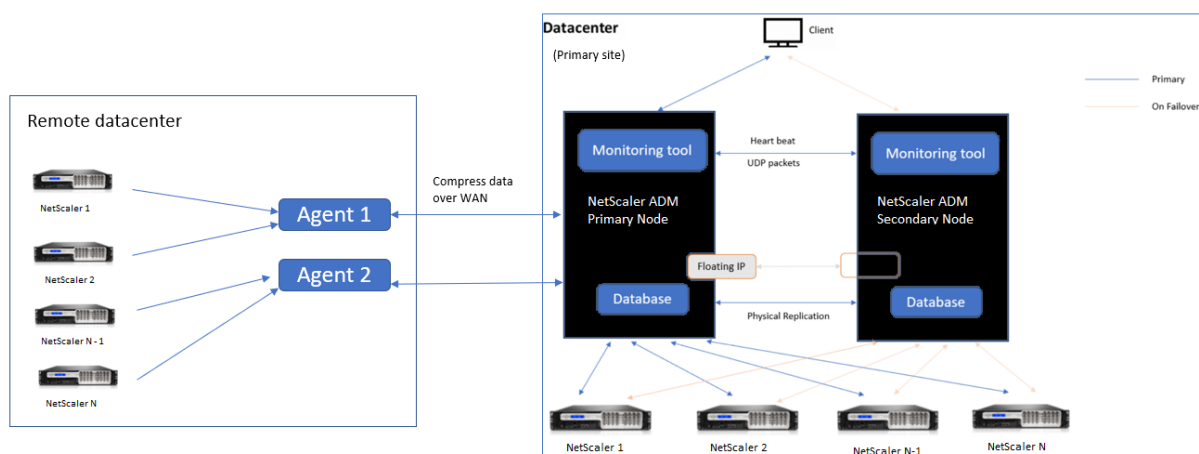 Datacenter
(Primary site)
Client
Primary
On Failover
Remote datacenter
NetScaler 1
NetScaler 2
NetScaler N - 1
NetScaler N
Agent 1
Agent 2
Compress data
over WAN
Monitoring tool
NetScaler ADM
Primary Node
Floating IP
Database
Heart beat
UDP packets
Physical Replication
Monitoring tool
NetScaler ADM
Secondary Node
Database
NetScaler 1
NetScaler 2
NetScaler N-1
NetScaler N